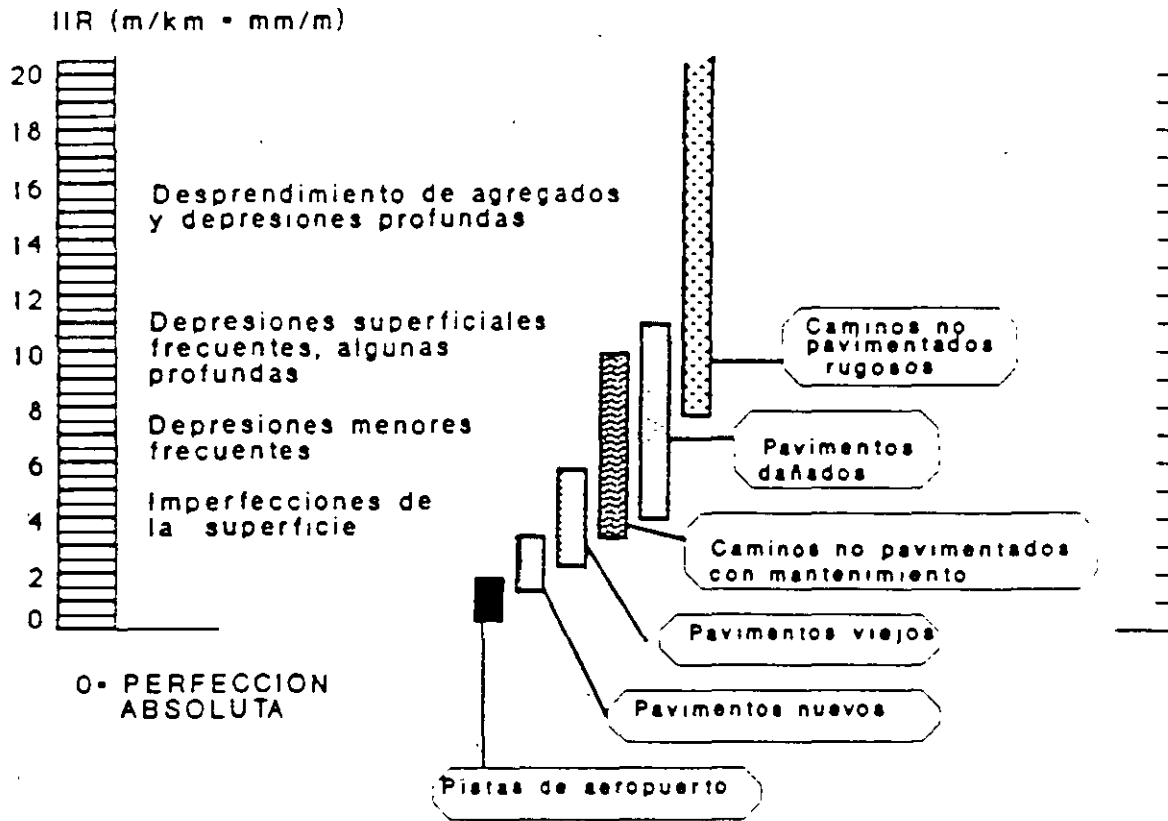 IIR (m/km = mm/m)
20
18
16
14
12
10
8
6
4
2
0
Desprendimiento de agregados
y depresiones profundas
Depresiones superficiales
frecuentes, algunas
profundas
Depresiones menores
frecuentes
Imperfecciones de
la superficie
0= PERFECCION
ABSOLUTA
Caminos no
pavimentados
rugosos
Pavimentos
dañados
Caminos no pavimentados
con mantenimiento
Pavimentos viejos
Pavimentos nuevos
Pistas de aeropuerto